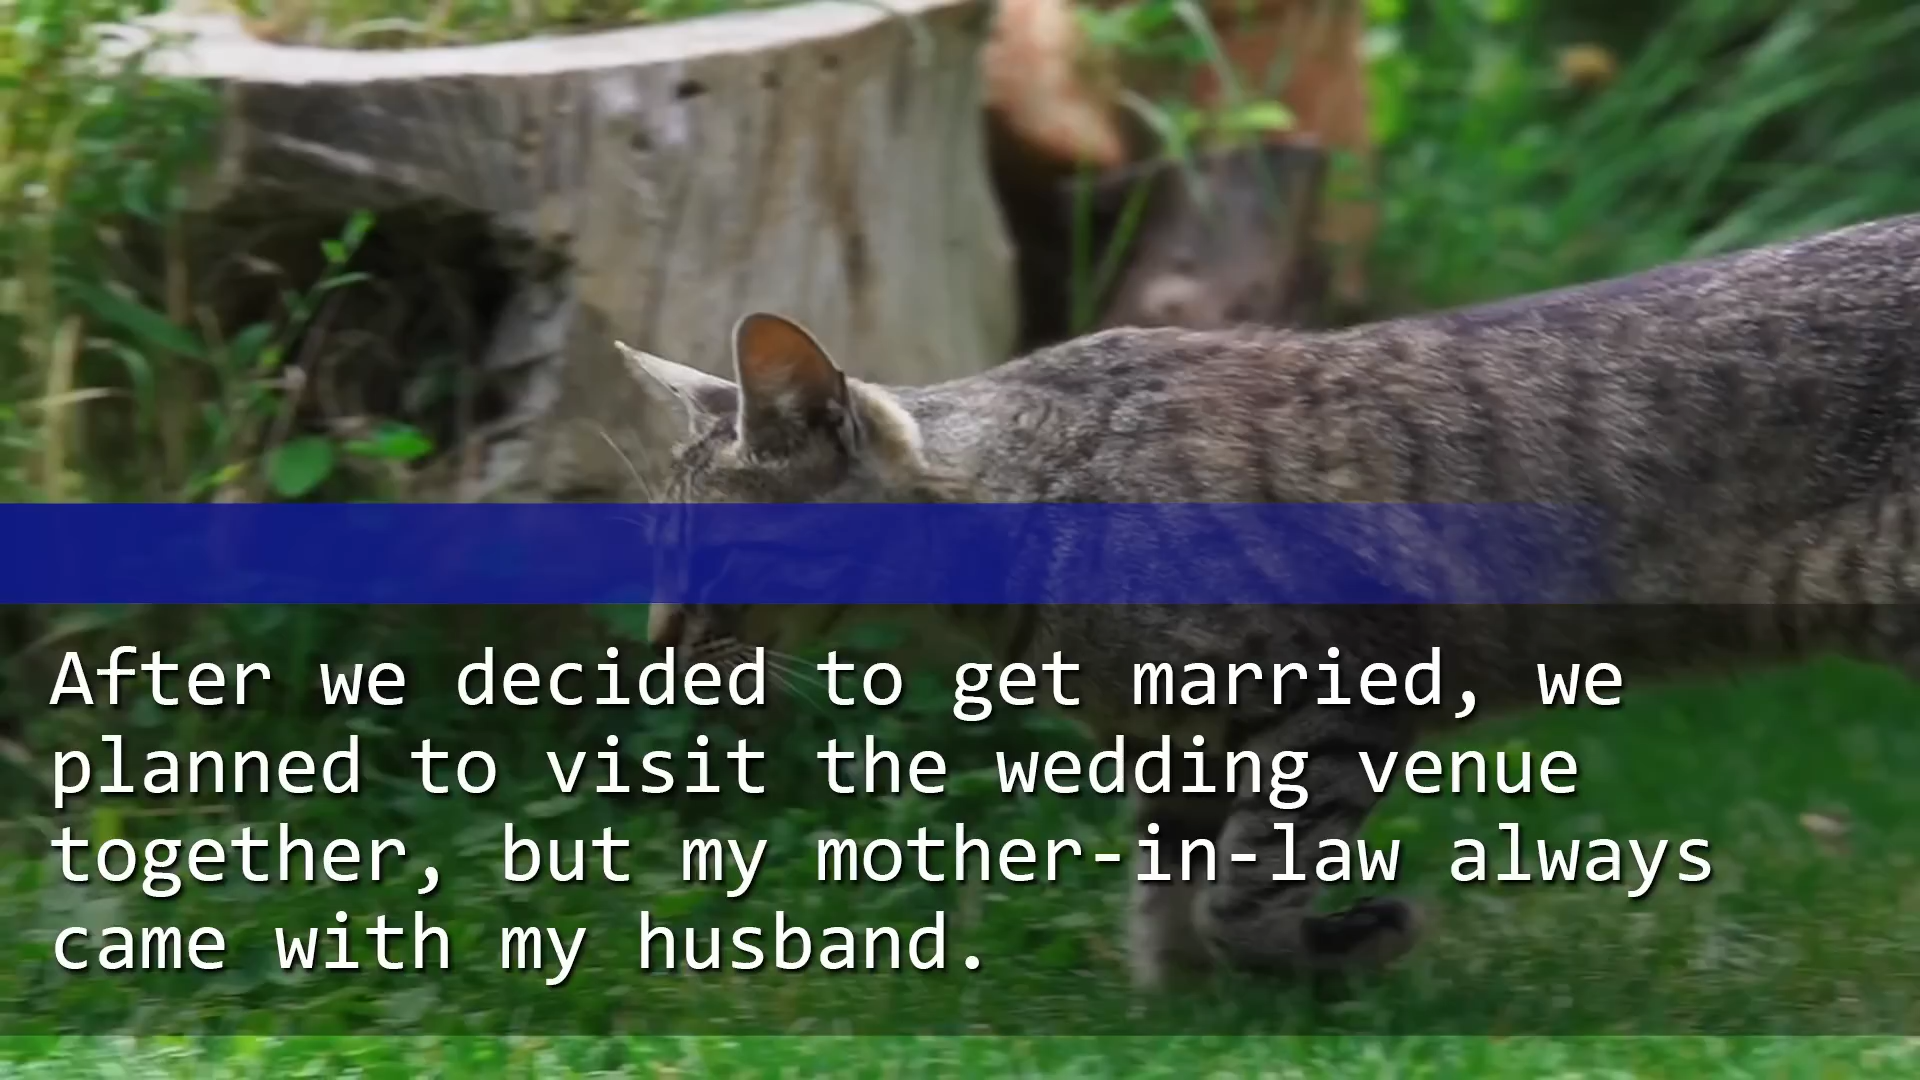 After we decided to get married, we
planned to visit the wedding venue
together, but my mother-in-law always
came with my husband.